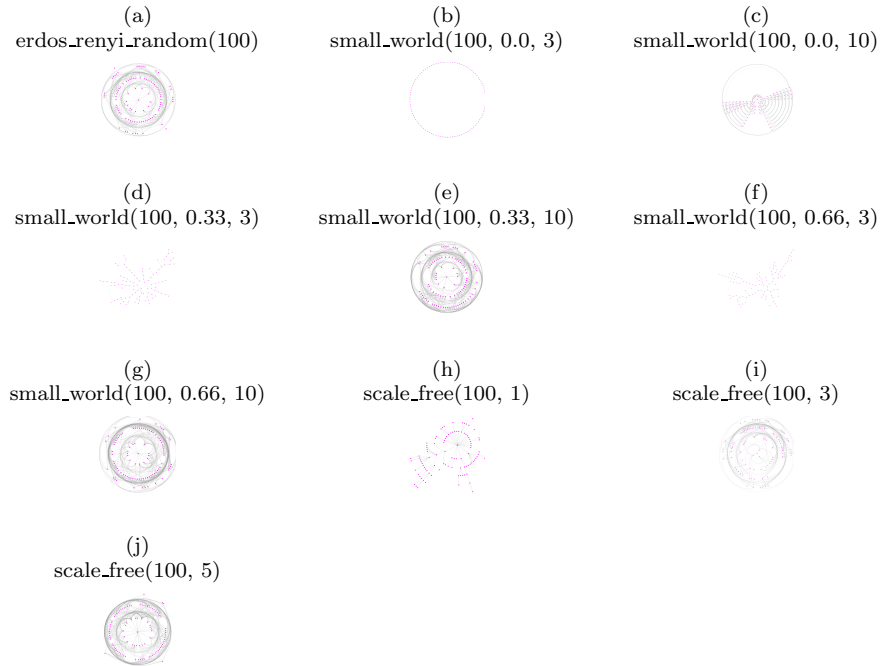 (a)
erdos_renyi_random(100)
(b)
small_world(100, 0.0, 3)
(c)
small_world(100, 0.0, 10)
(d)
small_world(100, 0.33, 3)
(e)
small_world(100, 0.33, 10)
(f)
small_world(100, 0.66, 3)
(g)
small_world(100, 0.66, 10)
(h)
scale_free(100, 1)
(i)
scale_free(100, 3)
(j)
scale_free(100, 5)